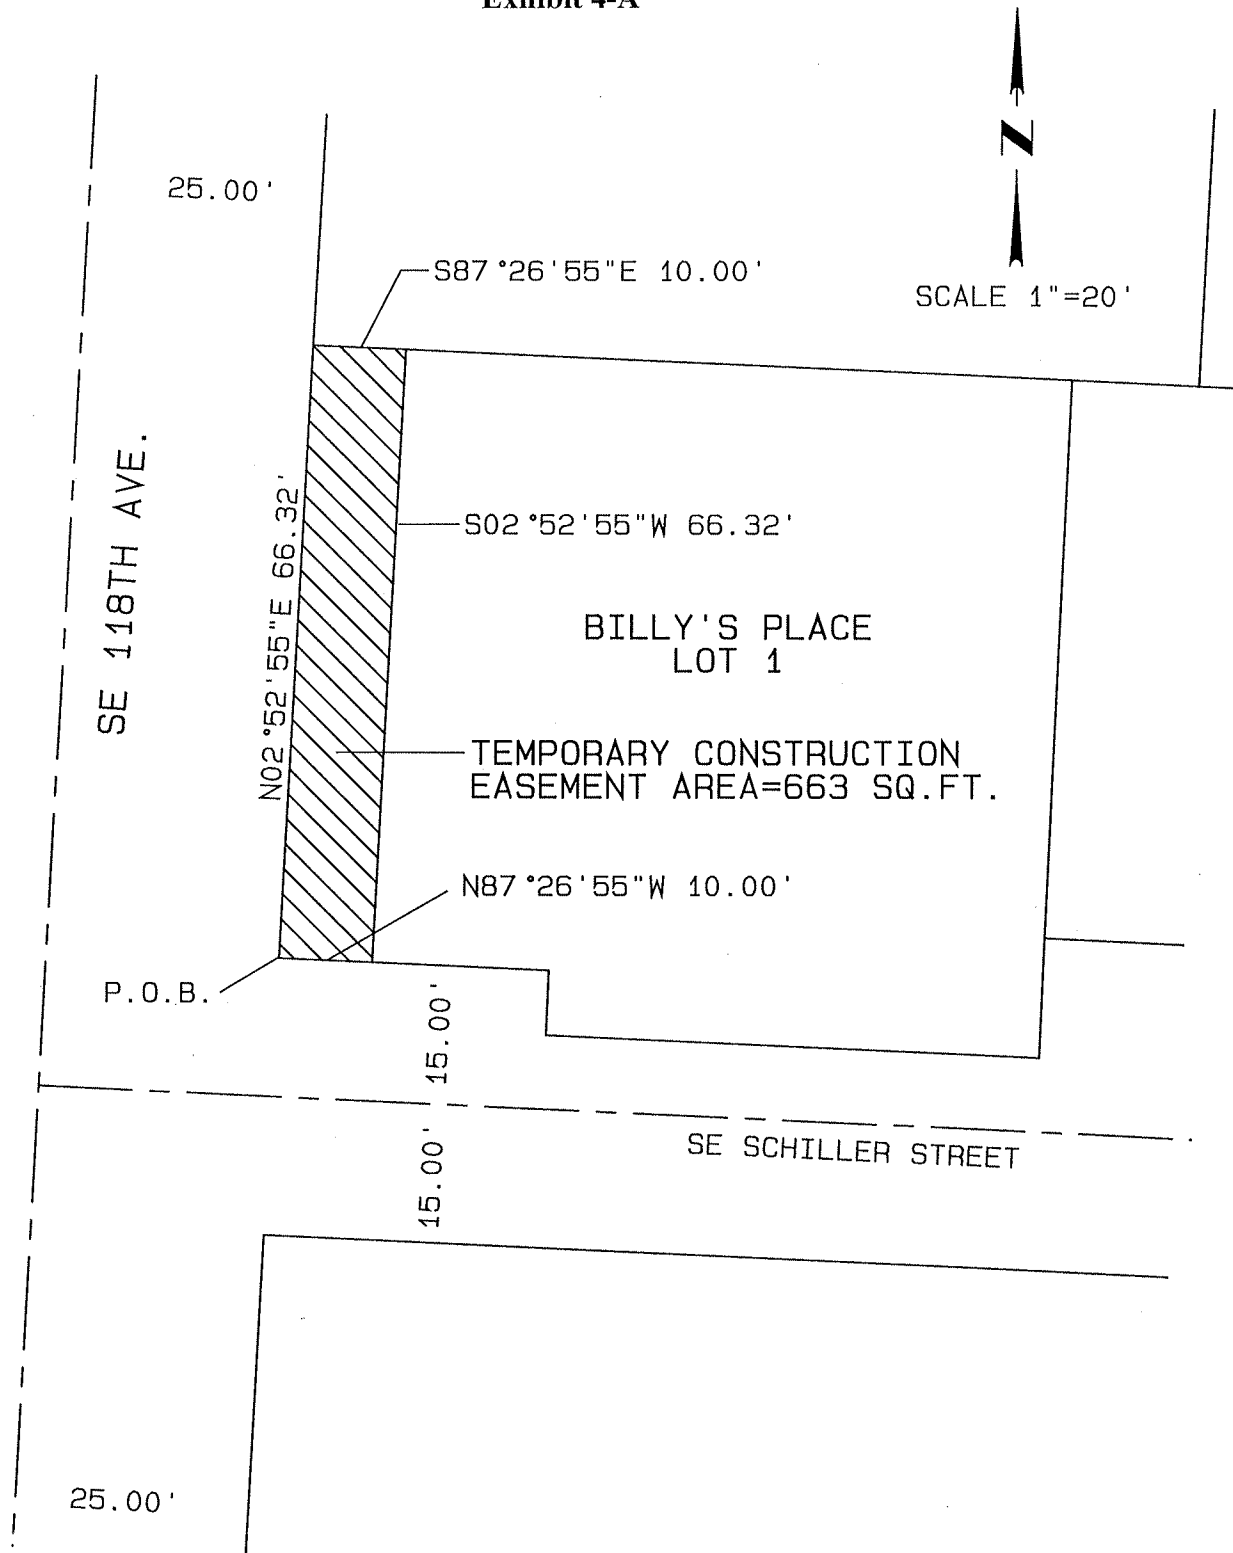 Exhibit 4-A
N
25.00'
S87°26'55"E 10.00'
SCALE 1"=20'
SE 118TH AVE.
N02°52'55"E 66.32'
S02°52'55"W 66.32'
BILLY'S PLACE
LOT 1
TEMPORARY CONSTRUCTION
EASEMENT AREA=663 SQ.FT.
N87°26'55"W 10.00'
P.O.B.
15.00'
15.00'
SE SCHILLER STREET
25.00'